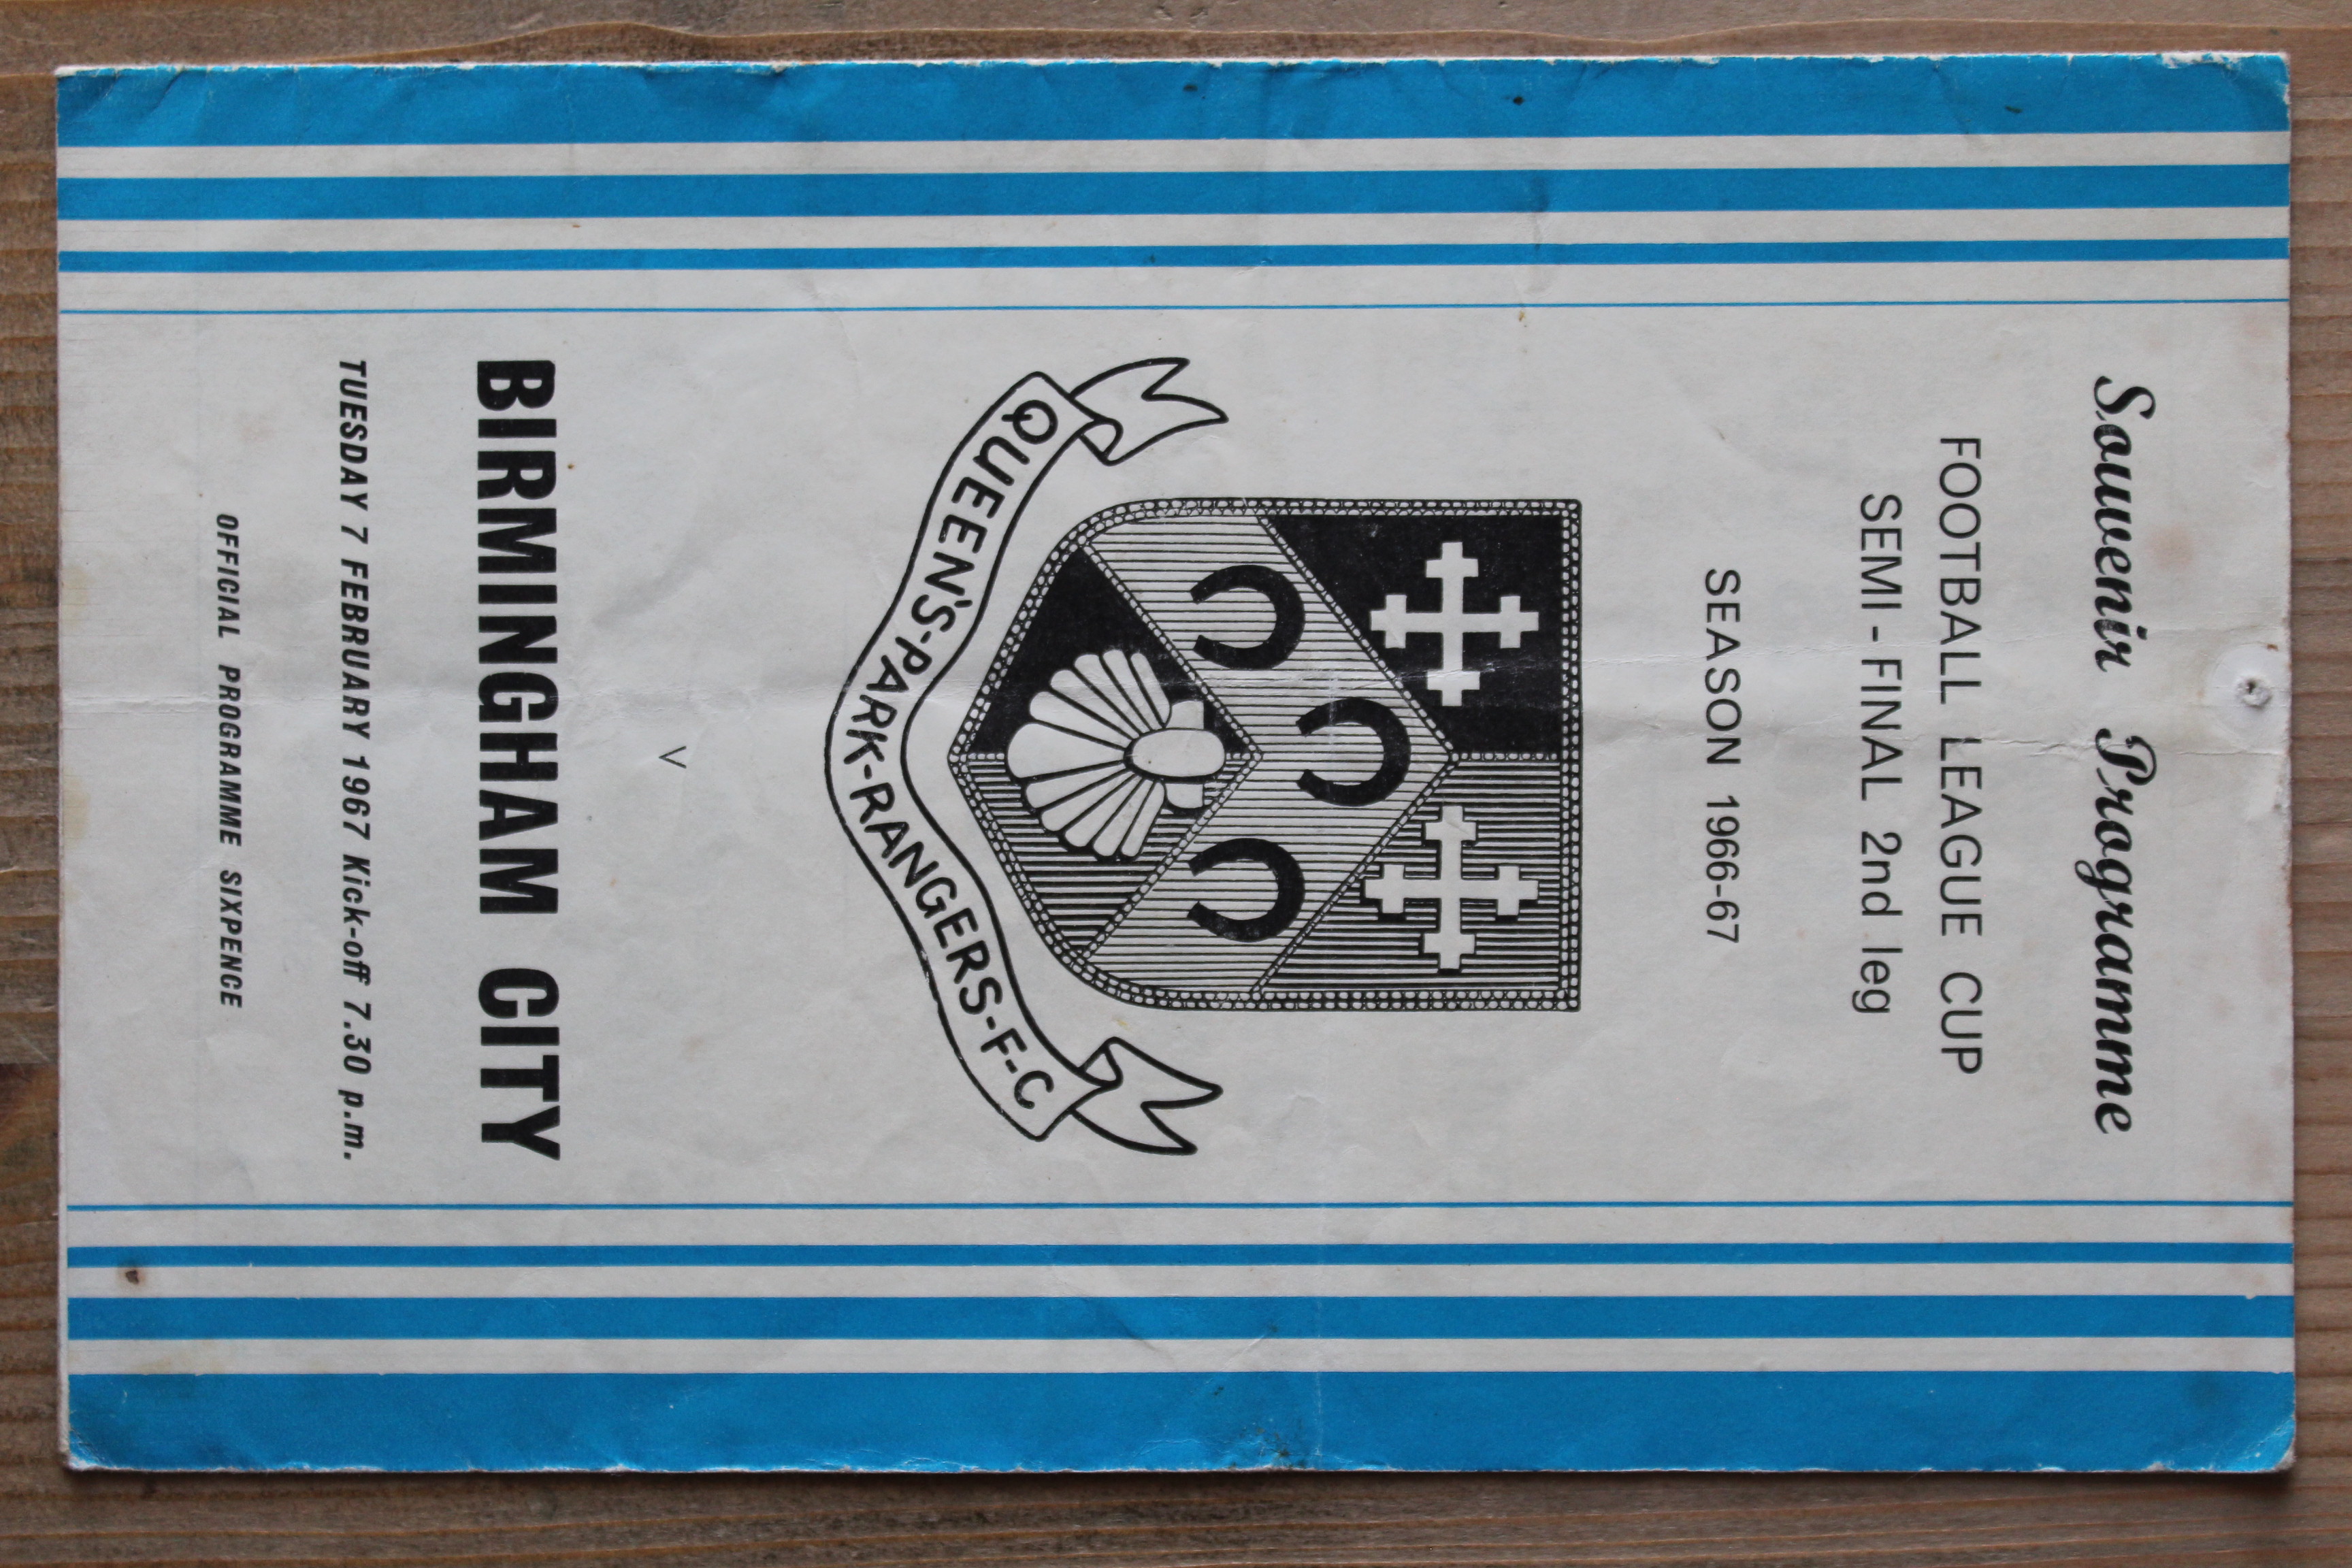 Souvenir Programme
FOOTBALL LEAGUE CUP
SEMI-FINAL 2nd leg
SEASON 1966-67
QUEEN'S-PARK-RANGERS-F-C
V
BIRMINGHAM CITY
TUESDAY 7 FEBRUARY 1967 Kick-off 7.30 p.m.
OFFICIAL PROGRAMME SIXPENCE